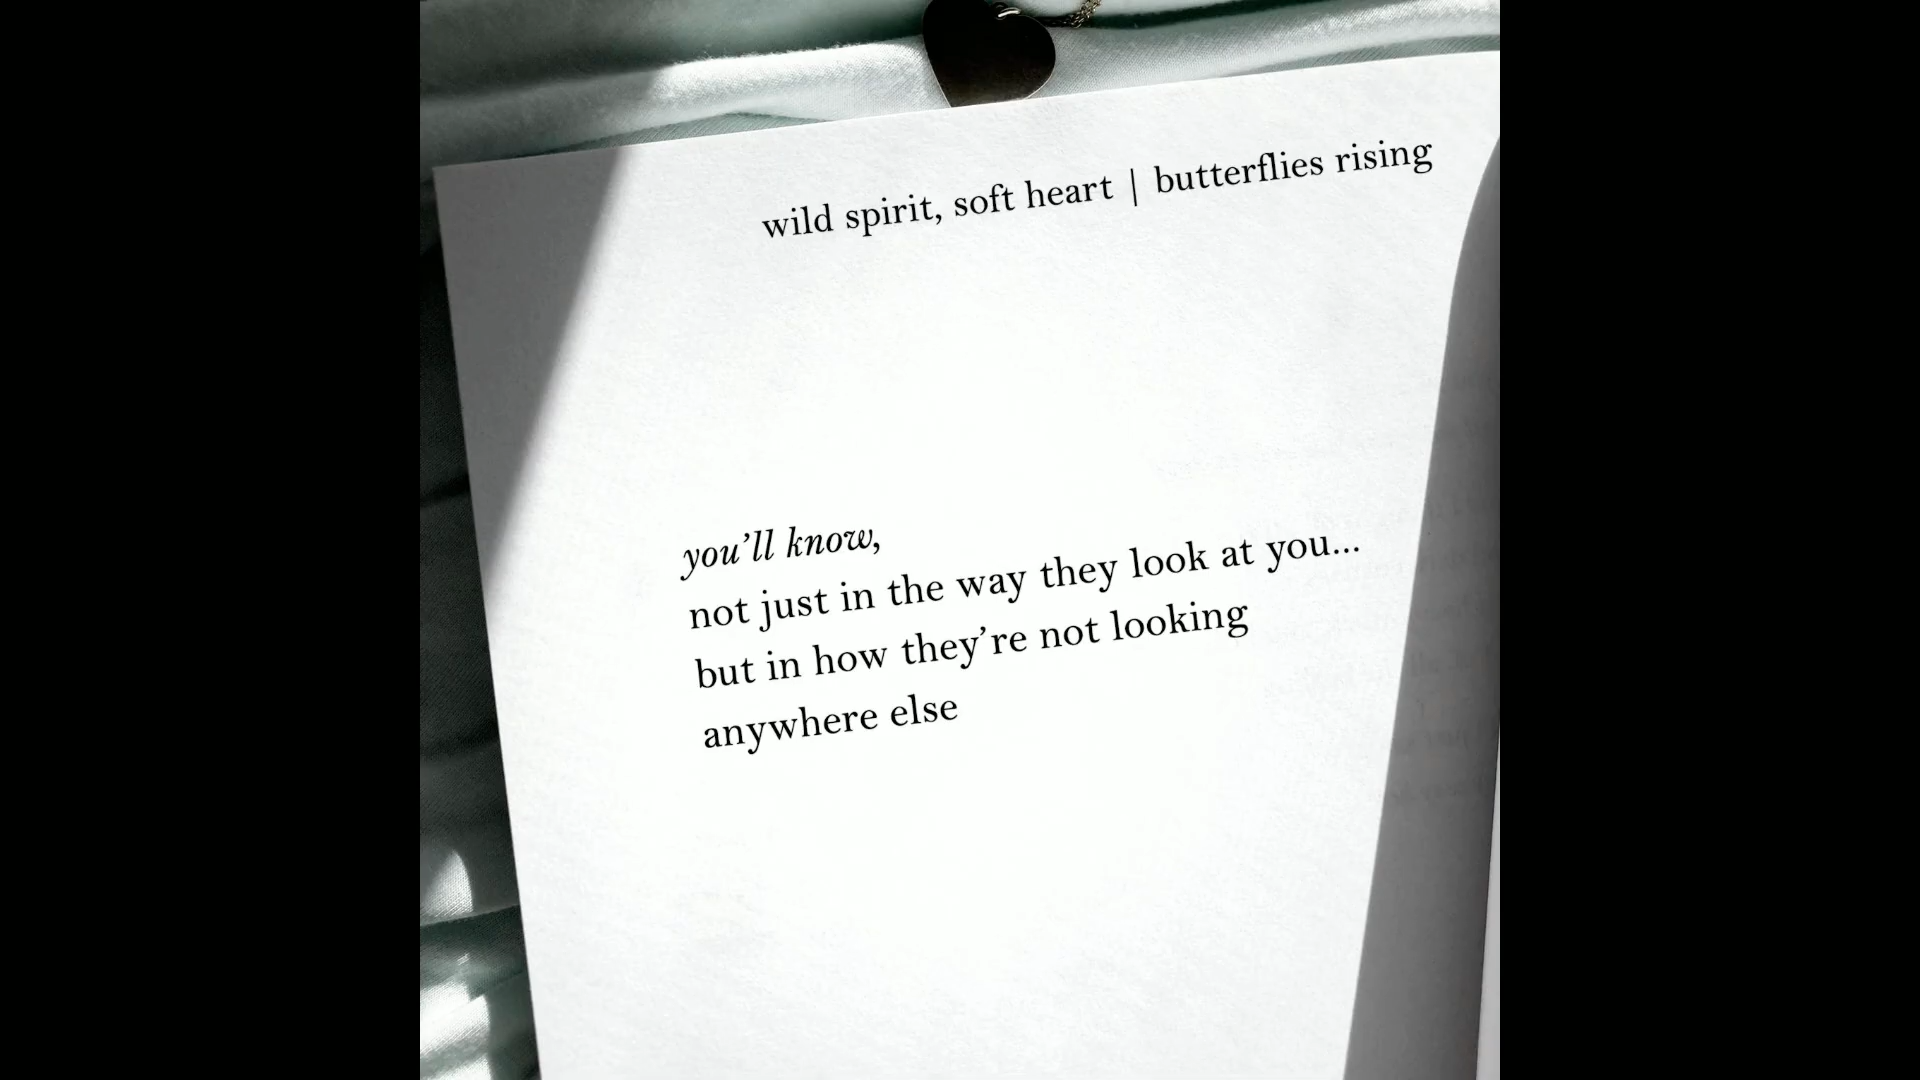 wild spirit, soft heart | butterflies rising
you’ll know,
not just in the way they look at you...
but in how they’re not looking
anywhere else